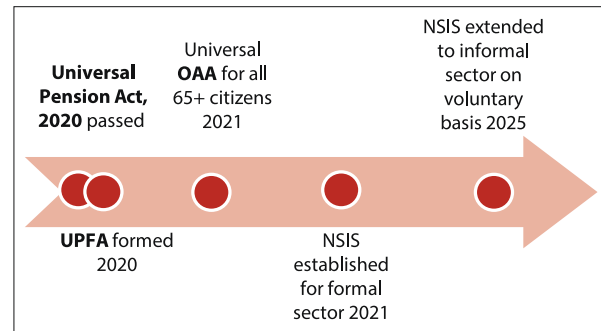 Universal
Pension Act,
2020 passed
UPFA formed
2020
Universal
OAA for all
65+ citizens
2021
NSIS
established
for formal
sector 2021
NSIS extended
to informal
sector on
voluntary
basis 2025